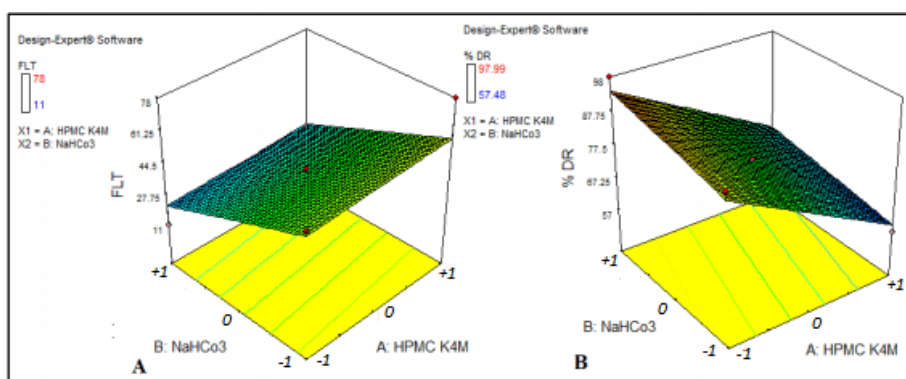 Design-Expert® Software
FLT
78
11
X1 = A: HPMC K4M
X2 = B: NaHCo3
78
61.25
44.5
27.75
11
FLT
+1
0
-1
B: NaHCo3
-1
0
+1
A: HPMC K4M
A
Design-Expert® Software
% DR
97.99
57.48
X1 = A: HPMC K4M
X2 = B: NaHCo3
98
87.75
77.5
67.25
57
% DR
+1
0
-1
B: NaHCo3
-1
0
+1
A: HPMC K4M
B